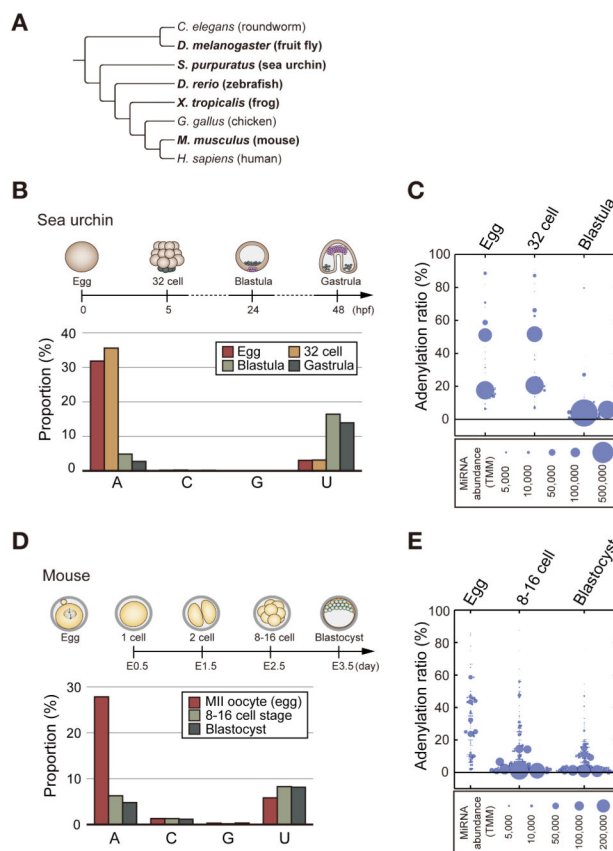 A
C. elegans (roundworm)
D. melanogaster (fruit fly)
S. purpuratus (sea urchin)
D. rerio (zebrafish)
X. tropicalis (frog)
G. gallus (chicken)
M. musculus (mouse)
H. sapiens (human)
B
Sea urchin
Egg 32 cell Blastula Gastrula
0 5 24 48 (hpf)
Proportion (%)
40
30
20
10
0
Egg 32 cell
Blastula Gastrula
A C G U
C
Egg 32 cell Blastula
Adenylation ratio (%)
100
80
60
40
20
0
MiRNA
abundance
(TMM)
5,000
10,000
50,000
100,000
500,000
D
Mouse
Egg 1 cell 2 cell 8-16 cell Blastocyst
E0.5 E1.5 E2.5 E3.5 (day)
Proportion (%)
30
20
10
0
MII oocyte (egg)
8-16 cell stage
Blastocyst
A C G U
E
Egg 8-16 cell Blastocyst
Adenylation ratio (%)
100
80
60
40
20
0
MiRNA
abundance
(TMM)
5,000
10,000
50,000
100,000
200,000